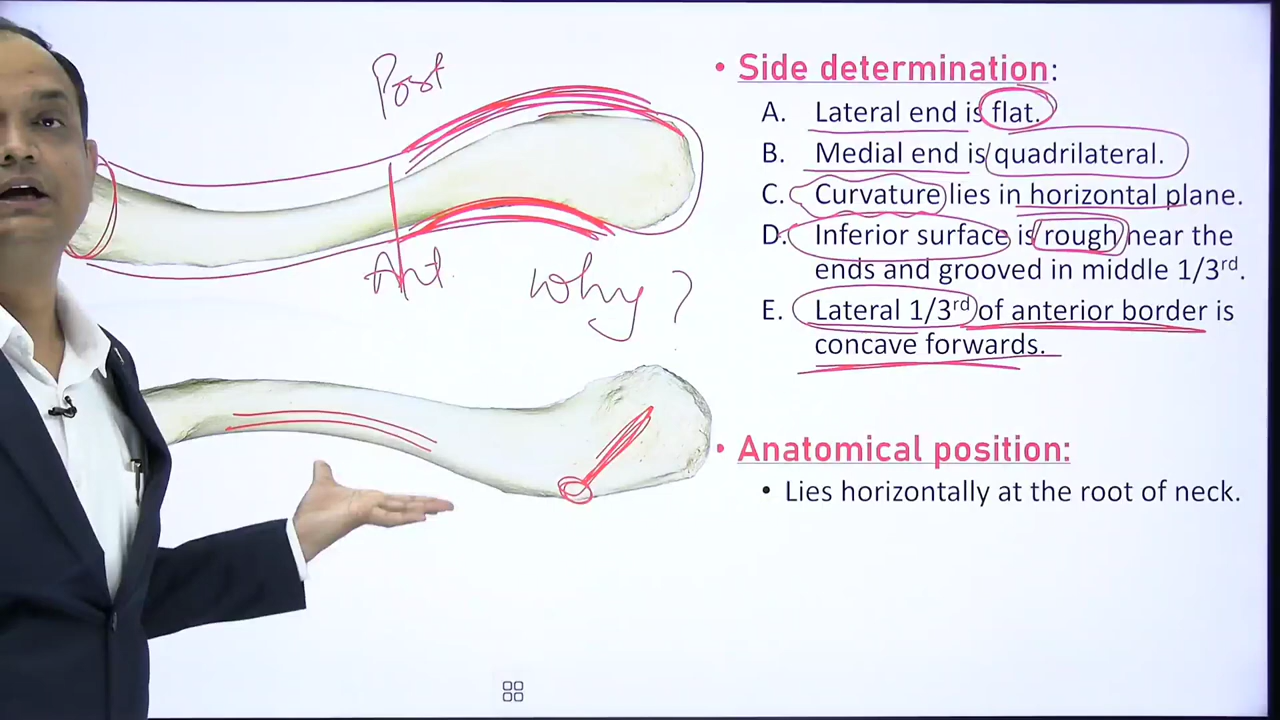 Post
Ant.
Why?
• Side determination:
A. Lateral end is flat.
B. Medial end is quadrilateral.
C. Curvature lies in horizontal plane.
D. Inferior surface is rough near the
ends and grooved in middle 1/3rd.
E. Lateral 1/3rd of anterior border is
concave forwards.
• Anatomical position:
• Lies horizontally at the root of neck.